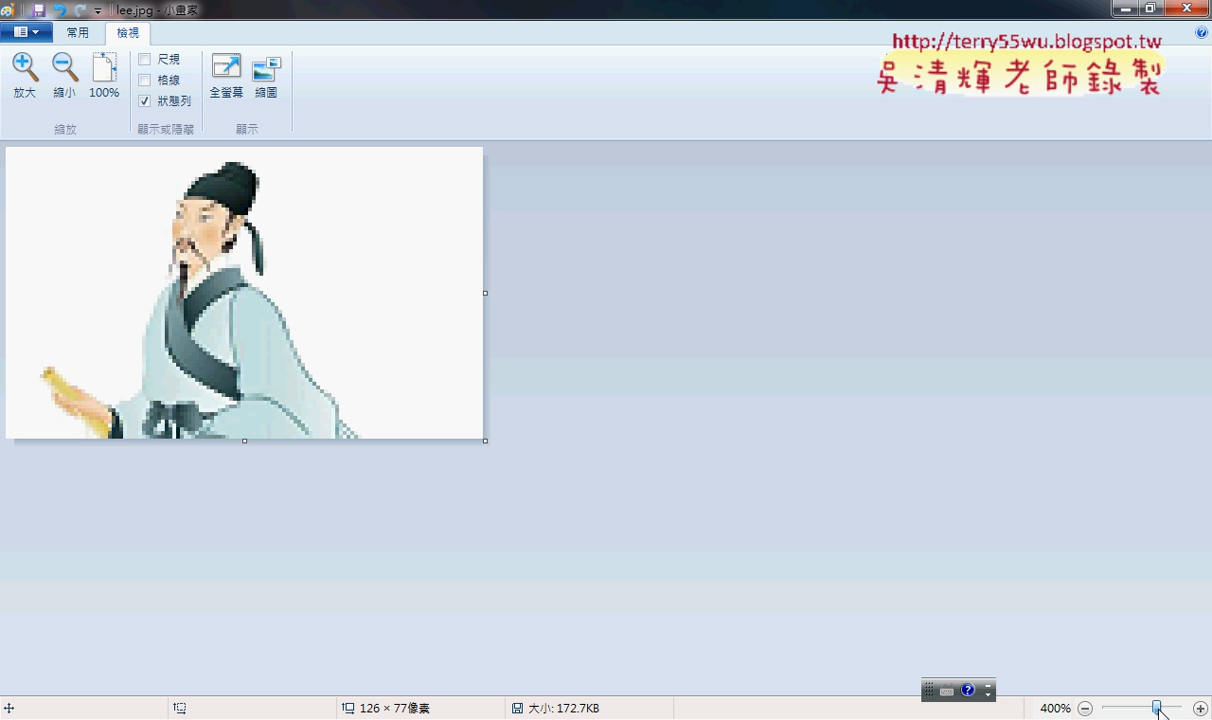 lee.jpg - 小畫家
常用 檢視
http://terry55wu.blogspot.tw
吳清輝老師錄製
放大 縮小 100% 尺規 格線 狀態列 全螢幕 縮圖
縮放 顯示或隱藏 顯示
126 × 77像素 大小: 172.7KB 400%